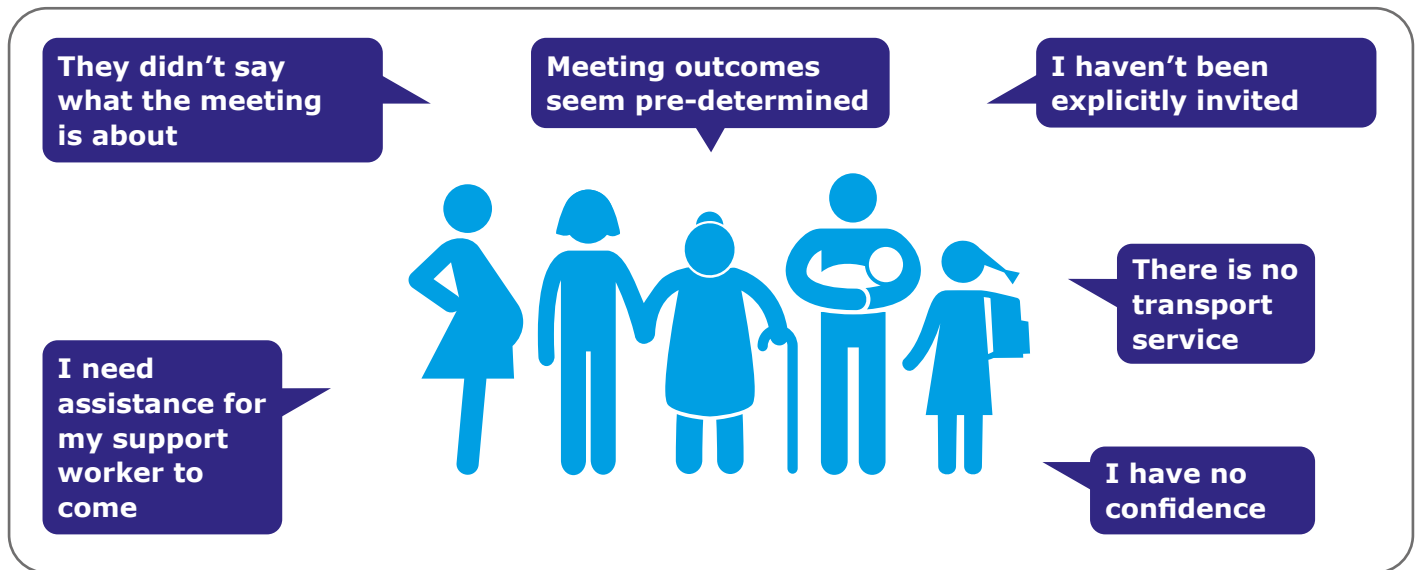 They didn’t say
what the meeting
is about
Meeting outcomes
seem pre-determined
I haven’t been
explicitly invited
There is no
transport
service
I need
assistance for
my support
worker to
come
I have no
confidence